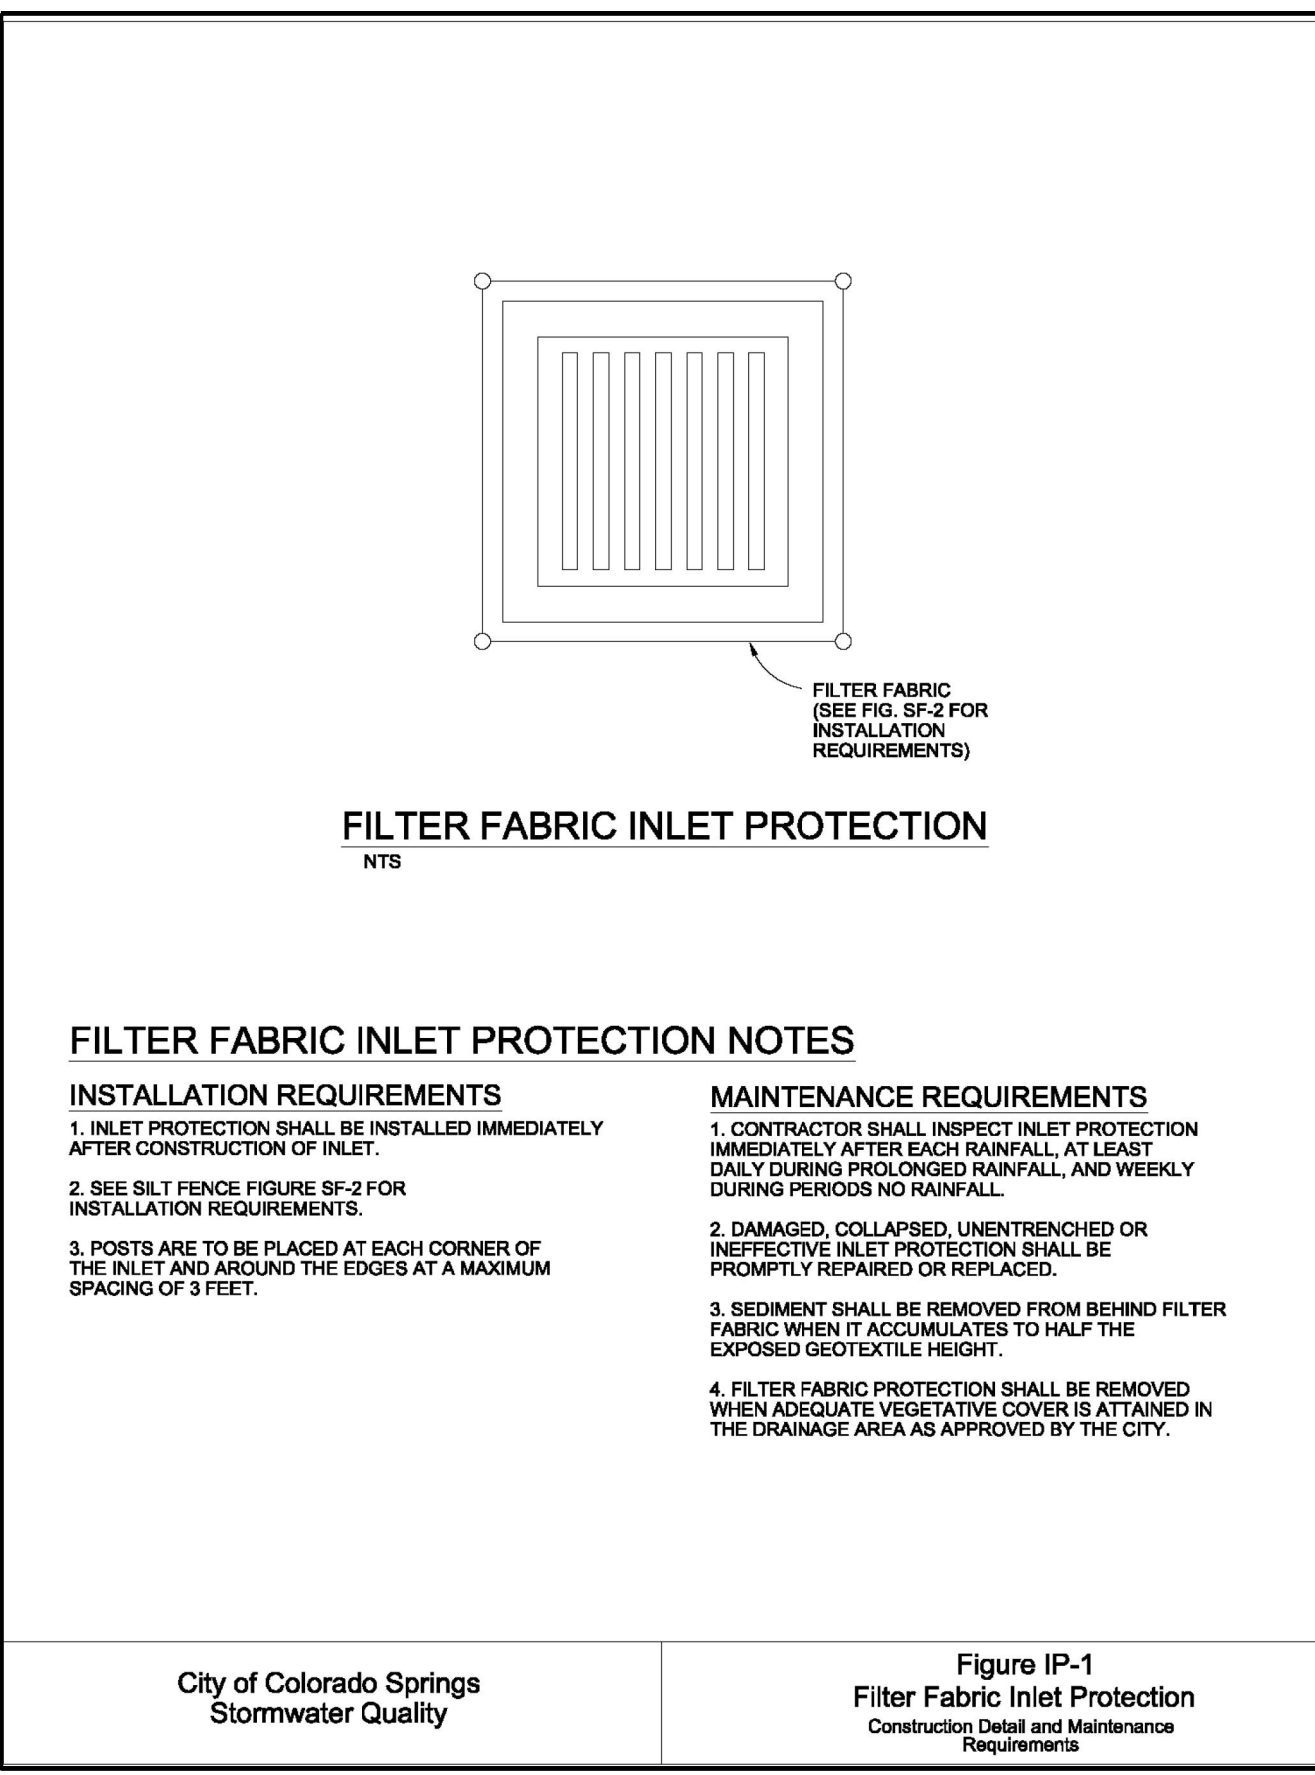 FILTER FABRIC
(SEE FIG. SF-2 FOR
INSTALLATION
REQUIREMENTS)
FILTER FABRIC INLET PROTECTION
NTS
FILTER FABRIC INLET PROTECTION NOTES
INSTALLATION REQUIREMENTS
1. INLET PROTECTION SHALL BE INSTALLED IMMEDIATELY
AFTER CONSTRUCTION OF INLET.
2. SEE SILT FENCE FIGURE SF-2 FOR
INSTALLATION REQUIREMENTS.
3. POSTS ARE TO BE PLACED AT EACH CORNER OF
THE INLET AND AROUND THE EDGES AT A MAXIMUM
SPACING OF 3 FEET.
MAINTENANCE REQUIREMENTS
1. CONTRACTOR SHALL INSPECT INLET PROTECTION
IMMEDIATELY AFTER EACH RAINFALL, AT LEAST
DAILY DURING PROLONGED RAINFALL, AND WEEKLY
DURING PERIODS NO RAINFALL.
2. DAMAGED, COLLAPSED, UNENTRENCHED OR
INEFFECTIVE INLET PROTECTION SHALL BE
PROMPTLY REPAIRED OR REPLACED.
3. SEDIMENT SHALL BE REMOVED FROM BEHIND FILTER
FABRIC WHEN IT ACCUMULATES TO HALF THE
EXPOSED GEOTEXTILE HEIGHT.
4. FILTER FABRIC PROTECTION SHALL BE REMOVED
WHEN ADEQUATE VEGETATIVE COVER IS ATTAINED IN
THE DRAINAGE AREA AS APPROVED BY THE CITY.
City of Colorado Springs
Stormwater Quality
Figure IP-1
Filter Fabric Inlet Protection
Construction Detail and Maintenance
Requirements